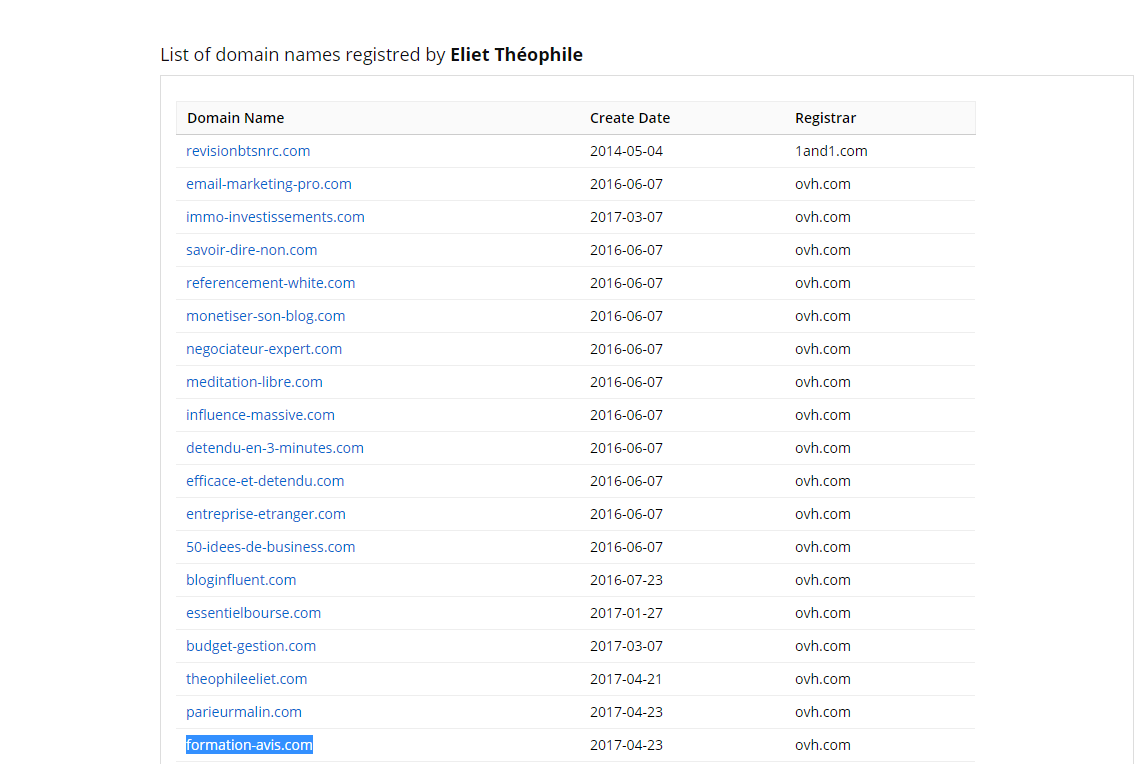 List of domain names registred by Eliet Théophile
Domain Name Create Date Registrar
revisionbtsnrc.com 2014-05-04 1and1.com
email-marketing-pro.com 2016-06-07 ovh.com
immo-investissements.com 2017-03-07 ovh.com
savoir-dire-non.com 2016-06-07 ovh.com
referencement-white.com 2016-06-07 ovh.com
monetiser-son-blog.com 2016-06-07 ovh.com
negociateur-expert.com 2016-06-07 ovh.com
meditation-libre.com 2016-06-07 ovh.com
influence-massive.com 2016-06-07 ovh.com
detendu-en-3-minutes.com 2016-06-07 ovh.com
efficace-et-detendu.com 2016-06-07 ovh.com
entreprise-etranger.com 2016-06-07 ovh.com
50-idees-de-business.com 2016-06-07 ovh.com
bloginfluent.com 2016-07-23 ovh.com
essentielbourse.com 2017-01-27 ovh.com
budget-gestion.com 2017-03-07 ovh.com
theophileeliet.com 2017-04-21 ovh.com
parieurmalin.com 2017-04-23 ovh.com
formation-avis.com 2017-04-23 ovh.com